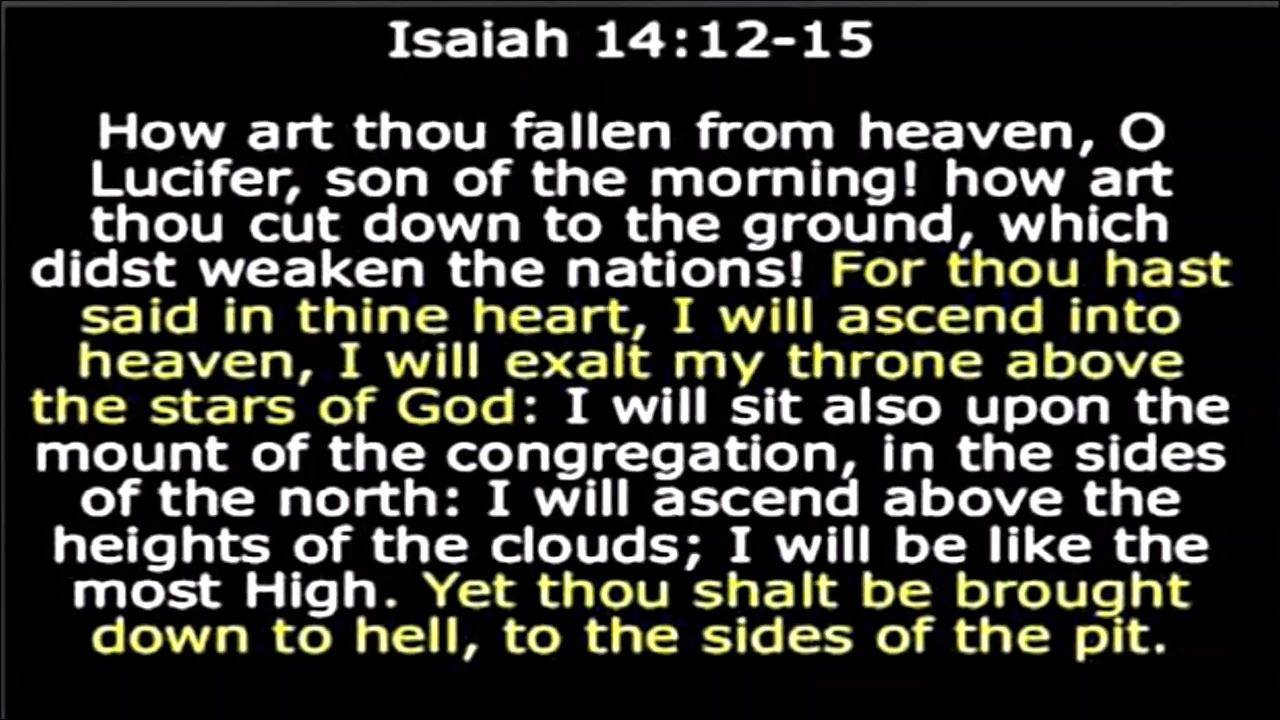 Isaiah 14:12-15
How art thou fallen from heaven, O
Lucifer, son of the morning! how art
thou cut down to the ground, which
didst weaken the nations! For thou hast
said in thine heart, I will ascend into
heaven, I will exalt my throne above
the stars of God: I will sit also upon the
mount of the congregation, in the sides
of the north: I will ascend above the
heights of the clouds; I will be like the
most High. Yet thou shalt be brought
down to hell, to the sides of the pit.